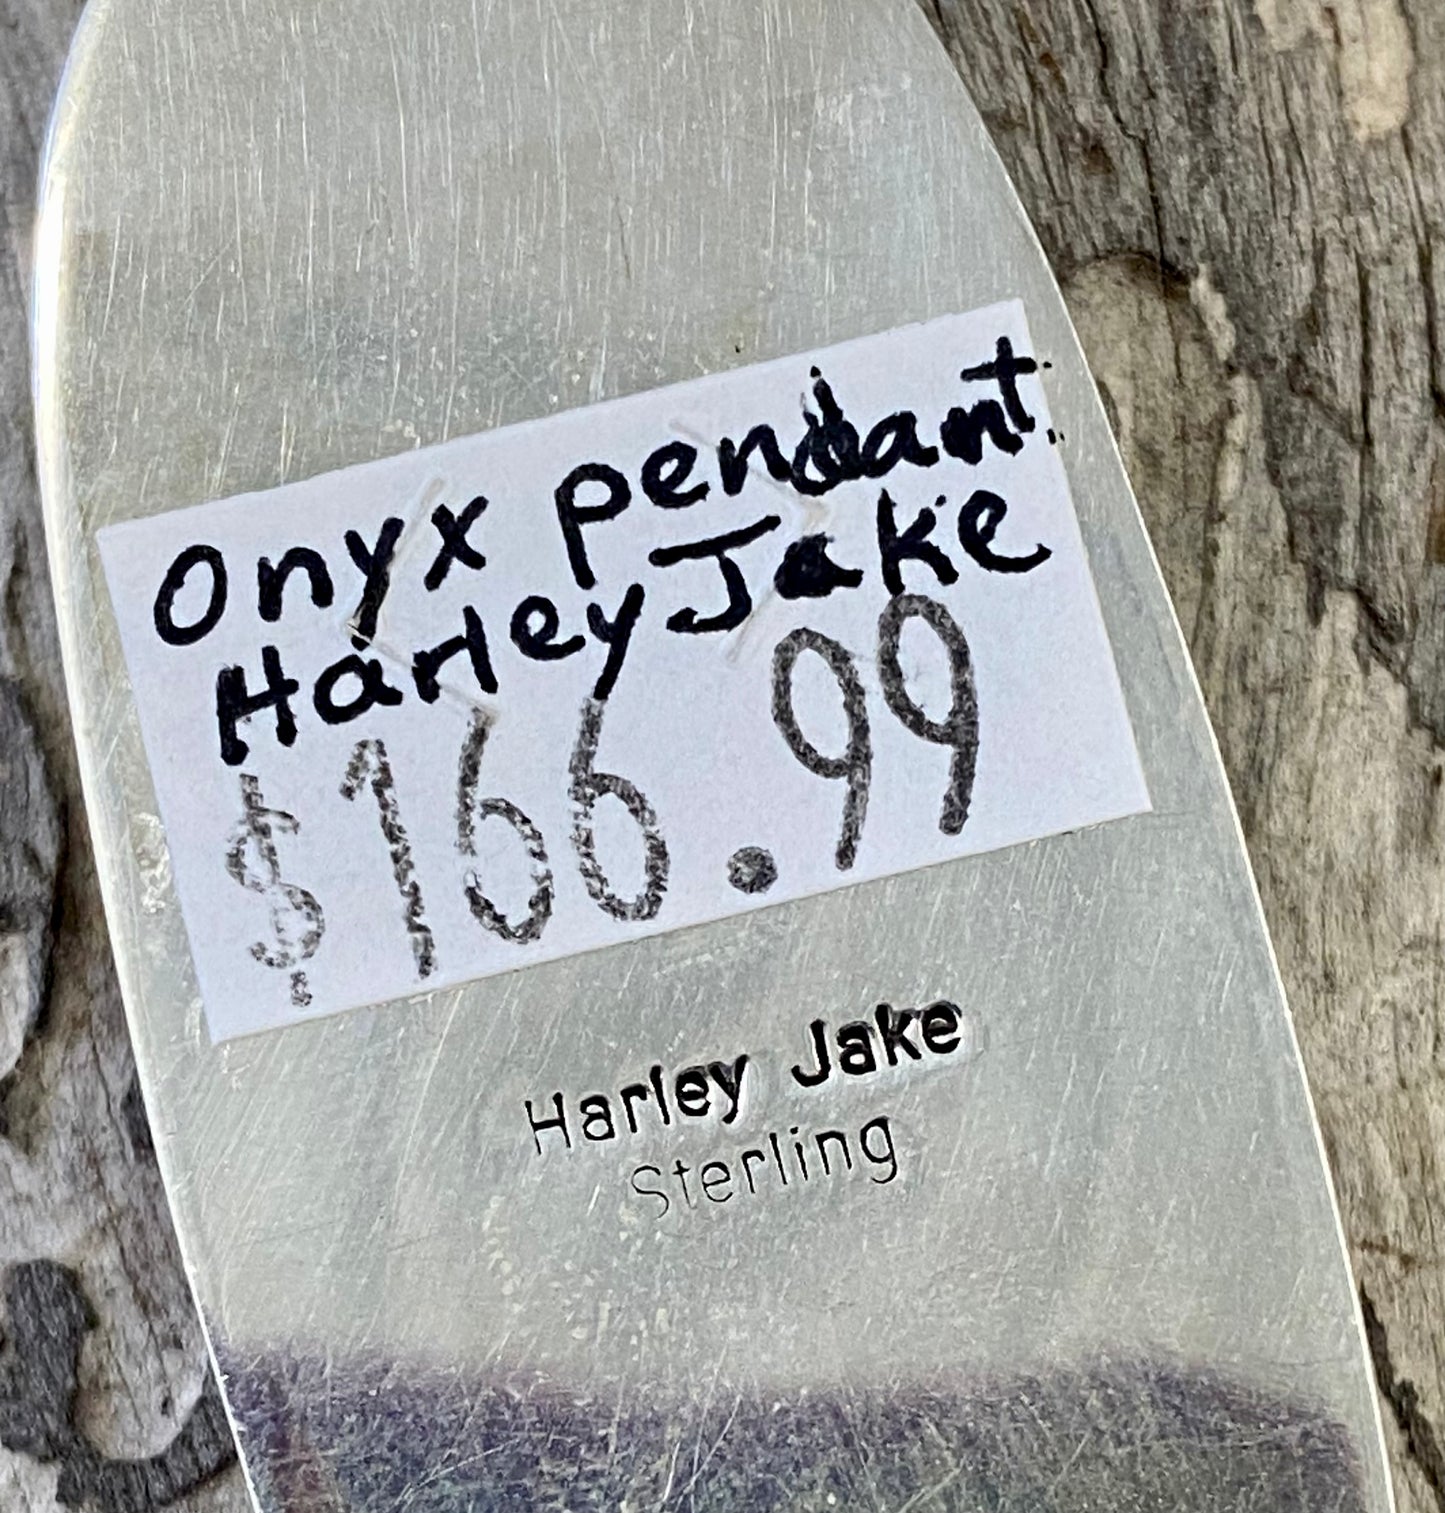 Onyx pendant
Harley Jake
$166.99
Harley Jake
Sterling